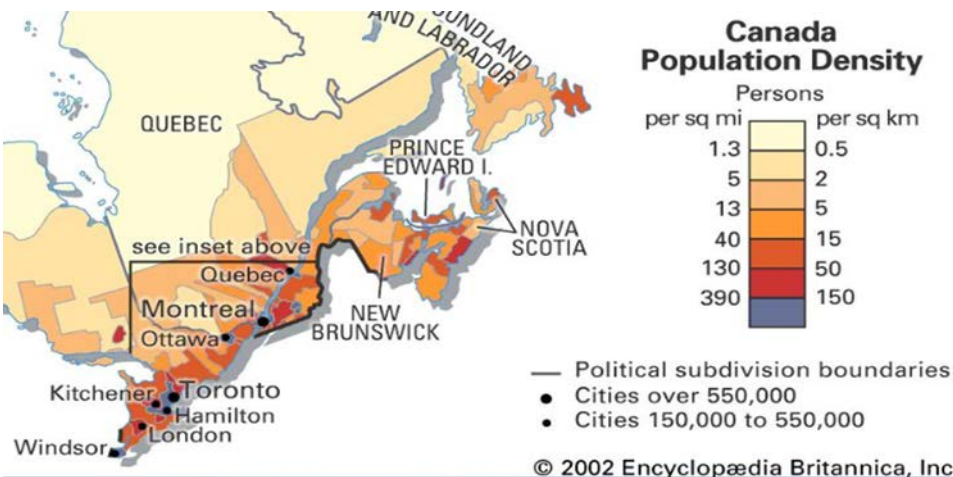 UNDLAND
AND LABRADOR
QUEBEC
PRINCE
EDWARD I.
NOVA
SCOTIA
see inset above
Quebec
Montreal
NEW
BRUNSWICK
Ottawa
Kitchener
Toronto
Hamilton
London
Windsor
Canada
Population Density
Persons
per sq mi per sq km
1.3 0.5
5 2
13 5
40 15
130 50
390 150
Political subdivision boundaries
Cities over 550,000
Cities 150,000 to 550,000
© 2002 Encyclopædia Britannica, Inc